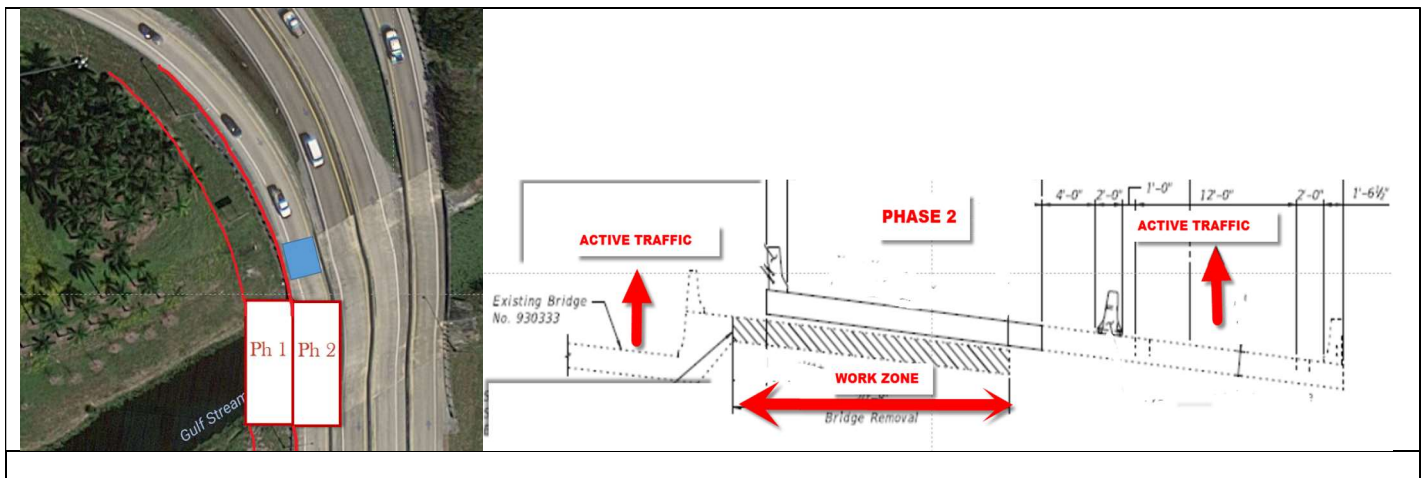 Ph 1 Ph 2
Gulf Stream
PHASE 2
ACTIVE TRAFFIC
4'-0" 2'-0" 1'-0" 12'-0" 2'-0" 1'-6½"
ACTIVE TRAFFIC
Existing Bridge
No. 930333
WORK ZONE
Bridge Removal